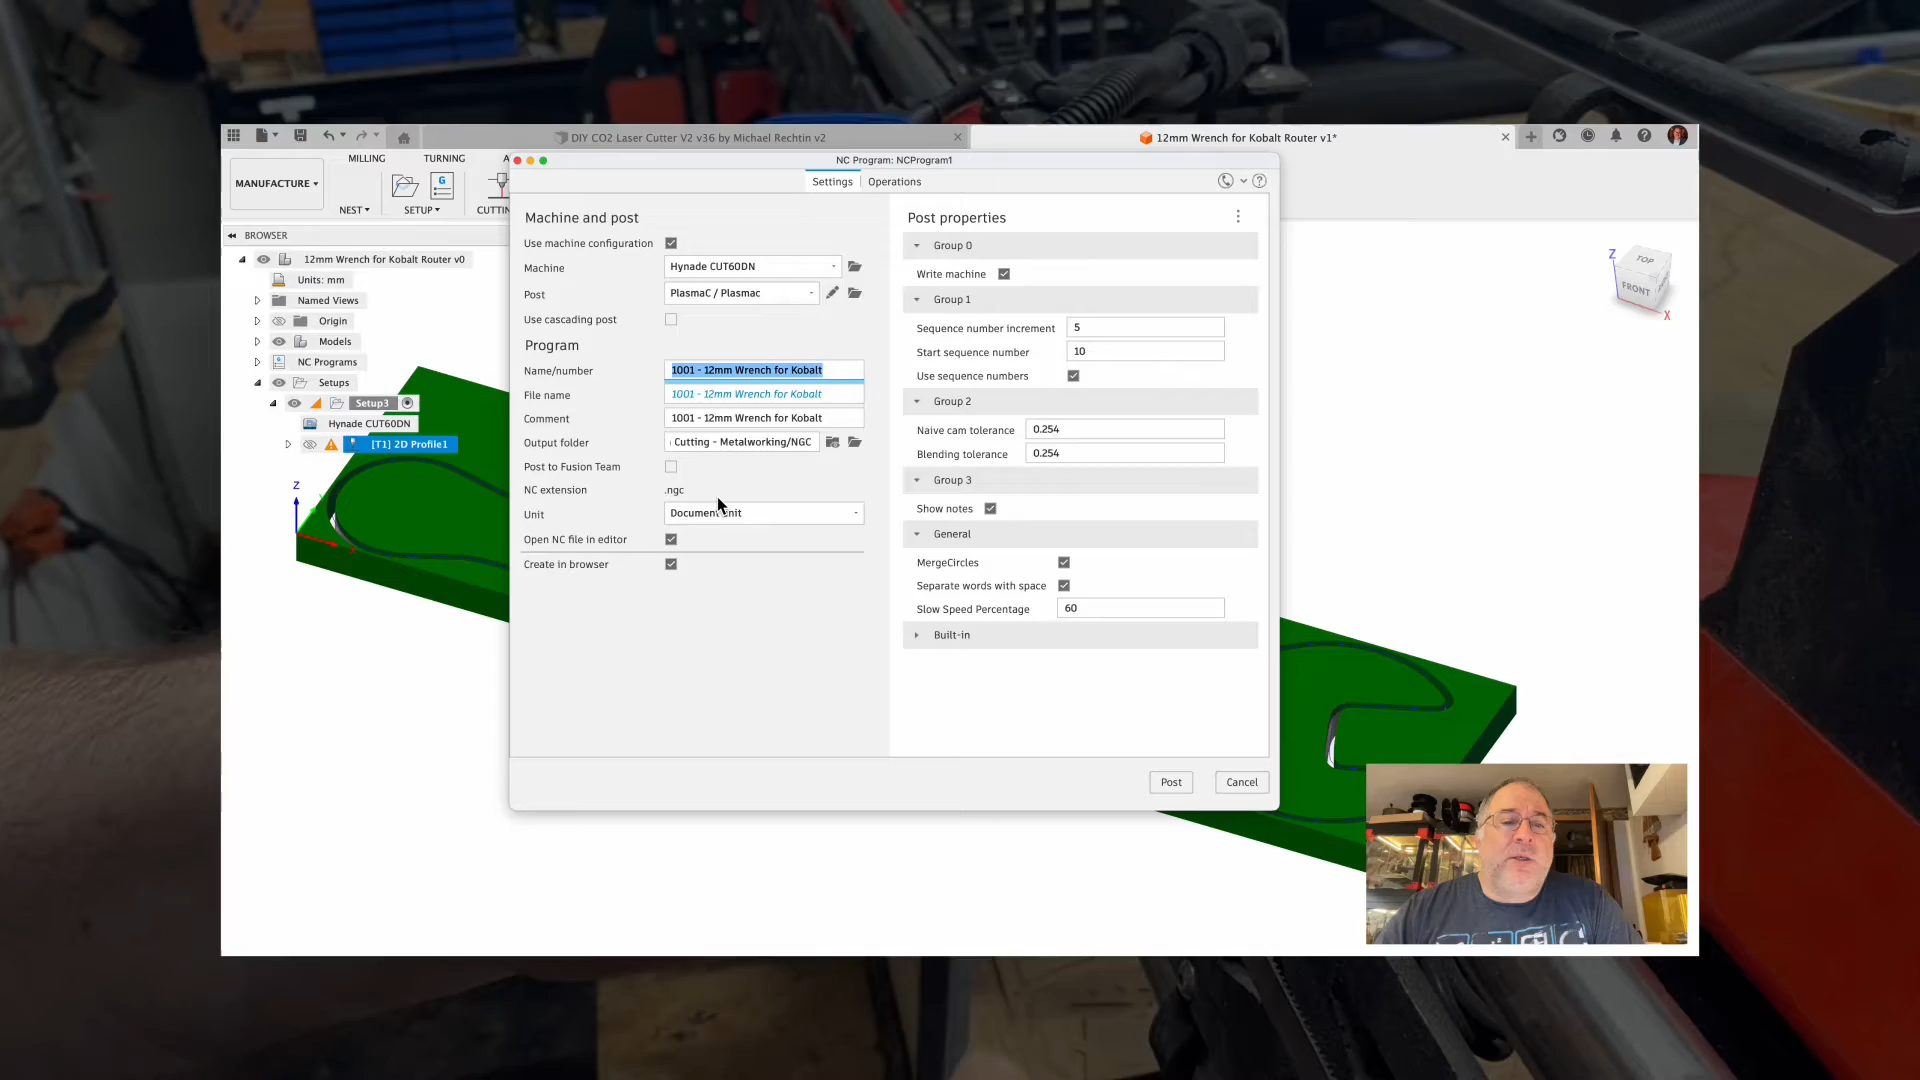 DIY CO2 Laser Cutter V2 v36 by Michael Rechtin v2
12mm Wrench for Kobalt Router v1*
MILLING
TURNING
MANUFACTURE
NEST
SETUP
CUTTING
BROWSER
12mm Wrench for Kobalt Router v0
Units: mm
Named Views
Origin
Models
NC Programs
Setups
Setup3
Hynade CUT60DN
[T1] 2D Profile1
NC Program: NCProgram1
Settings
Operations
Machine and post
Use machine configuration
Machine
Hynade CUT60DN
Post
PlasmaC / Plasmac
Use cascading post
Program
Name/number
1001 - 12mm Wrench for Kobalt
File name
1001 - 12mm Wrench for Kobalt
Comment
1001 - 12mm Wrench for Kobalt
Output folder
Cutting - Metalworking/NGC
Post to Fusion Team
NC extension
.ngc
Unit
Document unit
Open NC file in editor
Create in browser
Post properties
Group 0
Write machine
Group 1
Sequence number increment
5
Start sequence number
10
Use sequence numbers
Group 2
Naive cam tolerance
0.254
Blending tolerance
0.254
Group 3
Show notes
General
MergeCircles
Separate words with space
Slow Speed Percentage
60
Built-in
Post
Cancel
Z
TOP
FRONT
X
Z
X